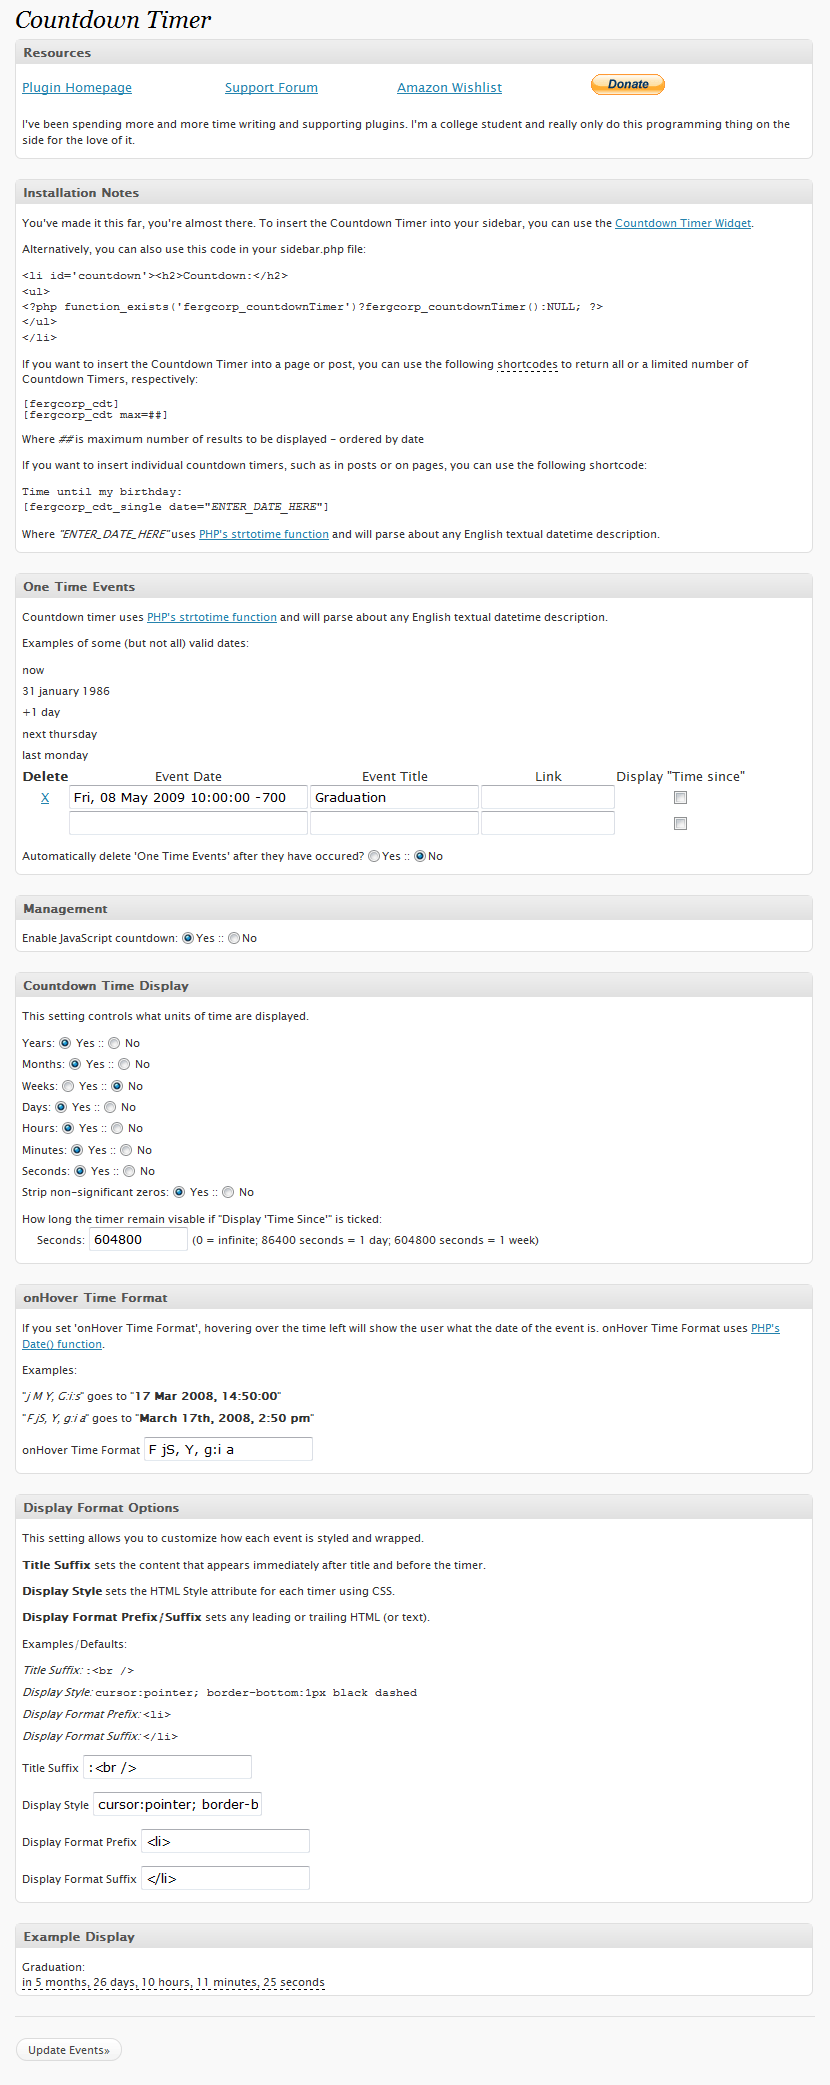 Countdown Timer
Resources
Plugin Homepage Support Forum Amazon Wishlist Donate
I've been spending more and more time writing and supporting plugins. I'm a college student and really only do this programming thing on the
side for the love of it.
Installation Notes
You've made it this far, you're almost there. To insert the Countdown Timer into your sidebar, you can use the Countdown Timer Widget.
Alternatively, you can also use this code in your sidebar.php file:
<li id='countdown'><h2>Countdown:</h2>
<ul>
<?php function_exists('fergcorp_countdownTimer')?fergcorp_countdownTimer():NULL; ?>
</ul>
</li>
If you want to insert the Countdown Timer into a page or post, you can use the following shortcodes to return all or a limited number of
Countdown Timers, respectively:
[fergcorp_cdt]
[fergcorp_cdt max=##]
Where ## is maximum number of results to be displayed - ordered by date
If you want to insert individual countdown timers, such as in posts or on pages, you can use the following shortcode:
Time until my birthday:
[fergcorp_cdt_single date="ENTER_DATE_HERE"]
Where "ENTER_DATE_HERE" uses PHP's strtotime function and will parse about any English textual datetime description.
One Time Events
Countdown timer uses PHP's strtotime function and will parse about any English textual datetime description.
Examples of some (but not all) valid dates:
now
31 january 1986
+1 day
next thursday
last monday
Delete Event Date Event Title Link Display "Time since"
X Fri, 08 May 2009 10:00:00 -700 Graduation
Automatically delete 'One Time Events' after they have occured? Yes :: No
Management
Enable JavaScript countdown: Yes :: No
Countdown Time Display
This setting controls what units of time are displayed.
Years: Yes :: No
Months: Yes :: No
Weeks: Yes :: No
Days: Yes :: No
Hours: Yes :: No
Minutes: Yes :: No
Seconds: Yes :: No
Strip non-significant zeros: Yes :: No
How long the timer remain visable if "Display 'Time Since'" is ticked:
Seconds: 604800 (0 = infinite; 86400 seconds = 1 day; 604800 seconds = 1 week)
onHover Time Format
If you set 'onHover Time Format', hovering over the time left will show the user what the date of the event is. onHover Time Format uses PHP's
Date() function.
Examples:
"j M Y, G:i:s" goes to "17 Mar 2008, 14:50:00"
"F jS, Y, g:i a" goes to "March 17th, 2008, 2:50 pm"
onHover Time Format F jS, Y, g:i a
Display Format Options
This setting allows you to customize how each event is styled and wrapped.
Title Suffix sets the content that appears immediately after title and before the timer.
Display Style sets the HTML Style attribute for each timer using CSS.
Display Format Prefix/Suffix sets any leading or trailing HTML (or text).
Examples/Defaults:
Title Suffix: :<br />
Display Style: cursor:pointer; border-bottom:1px black dashed
Display Format Prefix: <li>
Display Format Suffix: </li>
Title Suffix :<br />
Display Style cursor:pointer; border-b
Display Format Prefix <li>
Display Format Suffix </li>
Example Display
Graduation:
in 5 months, 26 days, 10 hours, 11 minutes, 25 seconds
Update Events»